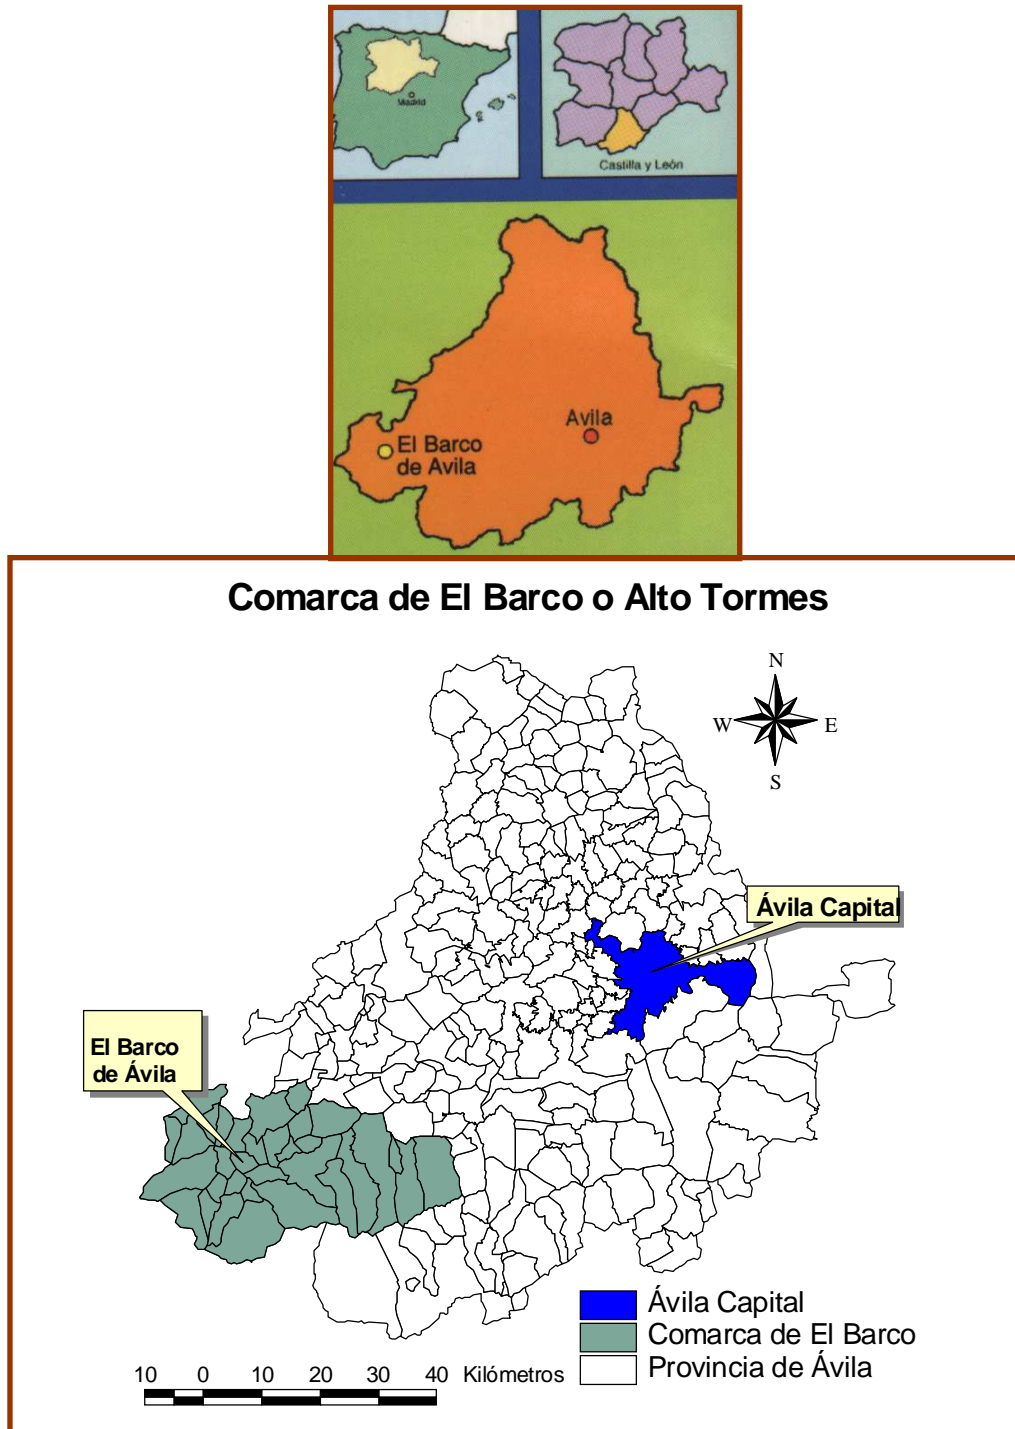 Madrid
Castilla y León
Avila
El Barco
de Avila
Comarca de El Barco o Alto Tormes
N
W
E
S
Ávila Capital
El Barco
de Ávila
Ávila Capital
Comarca de El Barco
Provincia de Ávila
10 0 10 20 30 40 Kilómetros